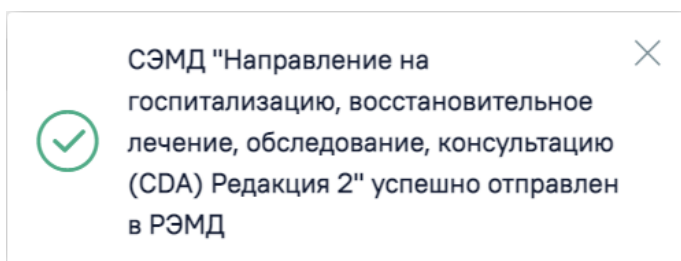 СЭМД "Направление на
госпитализацию, восстановительное
лечение, обследование, консультацию
(CDA) Редакция 2" успешно отправлен
в РЭМД